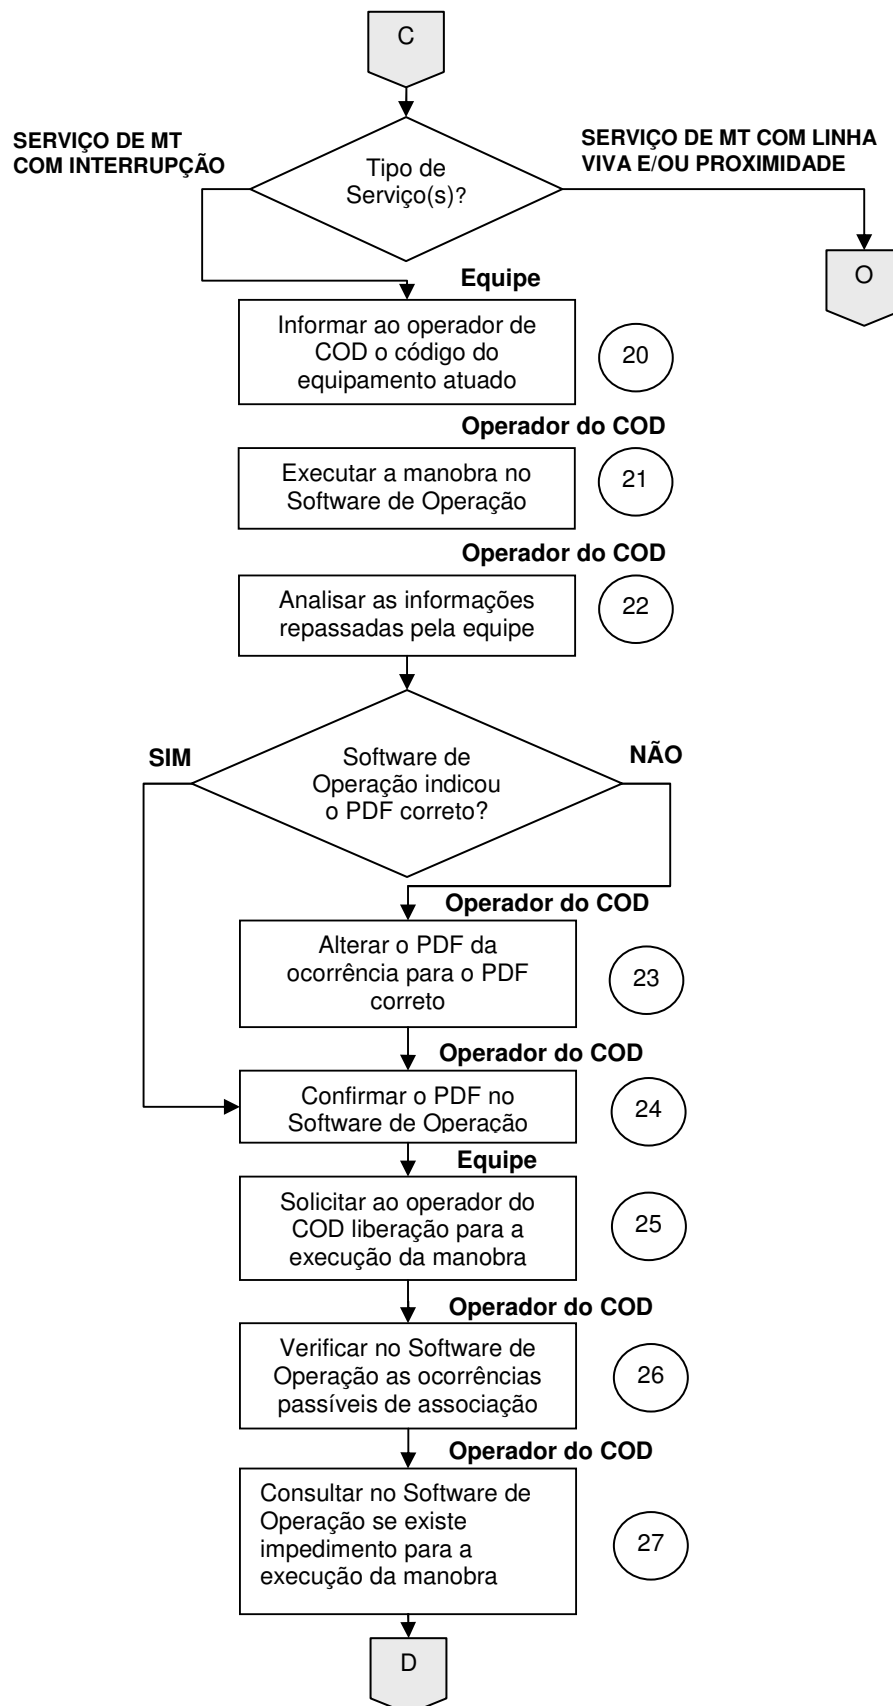 C
SERVIÇO DE MT
COM INTERRUPÇÃO
SERVIÇO DE MT COM LINHA
VIVA E/OU PROXIMIDADE
Tipo de
Serviço(s)?
O
Equipe
Informar ao operador de
COD o código do
equipamento atuado
20
Operador do COD
Executar a manobra no
Software de Operação
21
Operador do COD
Analisar as informações
repassadas pela equipe
22
SIM
NÃO
Software de
Operação indicou
o PDF correto?
Operador do COD
Alterar o PDF da
ocorrência para o PDF
correto
23
Operador do COD
Confirmar o PDF no
Software de Operação
24
Equipe
Solicitar ao operador do
COD liberação para a
execução da manobra
25
Operador do COD
Verificar no Software de
Operação as ocorrências
passíveis de associação
26
Operador do COD
Consultar no Software de
Operação se existe
impedimento para a
execução da manobra
27
D